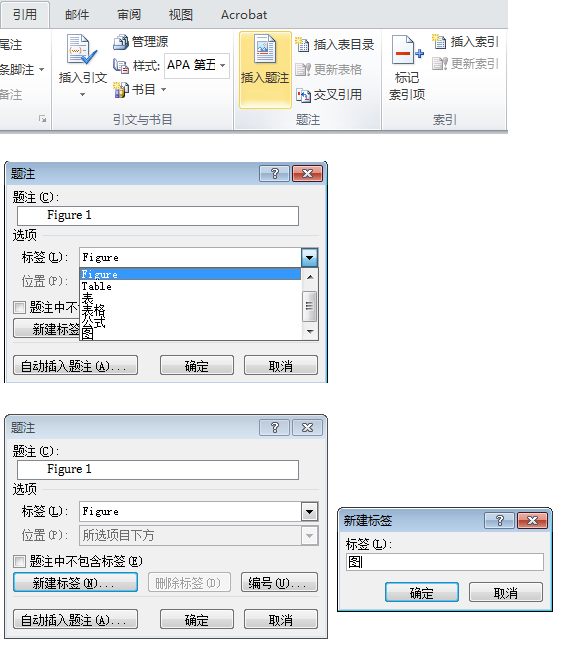 引用 邮件 审阅 视图 Acrobat
尾注 插入引文 管理源 插入题注 插入表目录 标记 索引项 插入索引
条脚注 样式: APA 第五 更新表格 更新索引
备注 书目 交叉引用
引文与书目 题注 索引
题注
题注(C):
Figure 1
选项
标签(L): Figure
位置(P): Figure
Table
表
题注中不 表格
新建标签 公式
图
自动插入题注(A)... 确定 取消
题注
题注(C):
Figure 1
选项
标签(L): Figure
位置(P): 所选项目下方
题注中不包含标签(E)
新建标签(N)... 删除标签(D) 编号(U)...
自动插入题注(A)... 确定 取消
新建标签
标签(L):
图
确定 取消